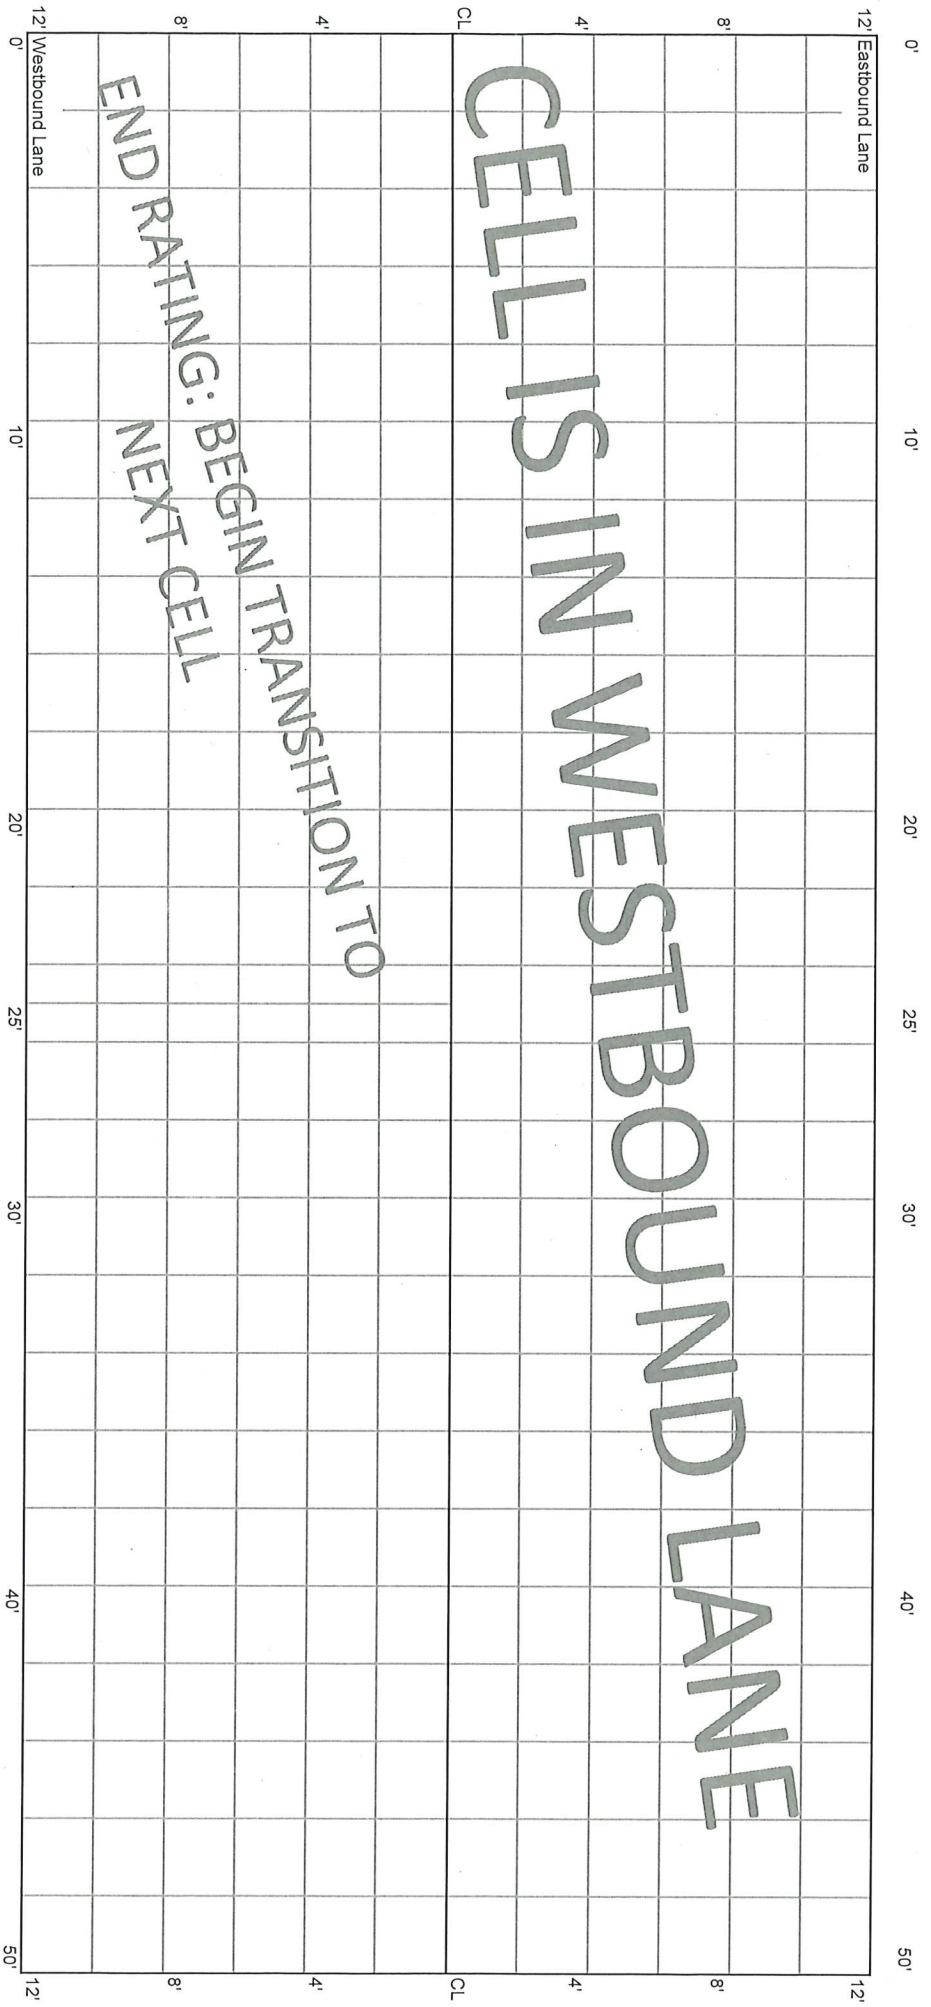 0' 10' 20' 25' 30' 40' 50'
12' Eastbound Lane 12'
8' 8'
4' 4'
CELL IS IN WESTBOUND LANE
CL CL
4' 4'
8' 8'
END RATING: BEGIN TRANSITION TO
NEXT CELL
12' Westbound Lane 12'
0' 10' 20' 25' 30' 40' 50'